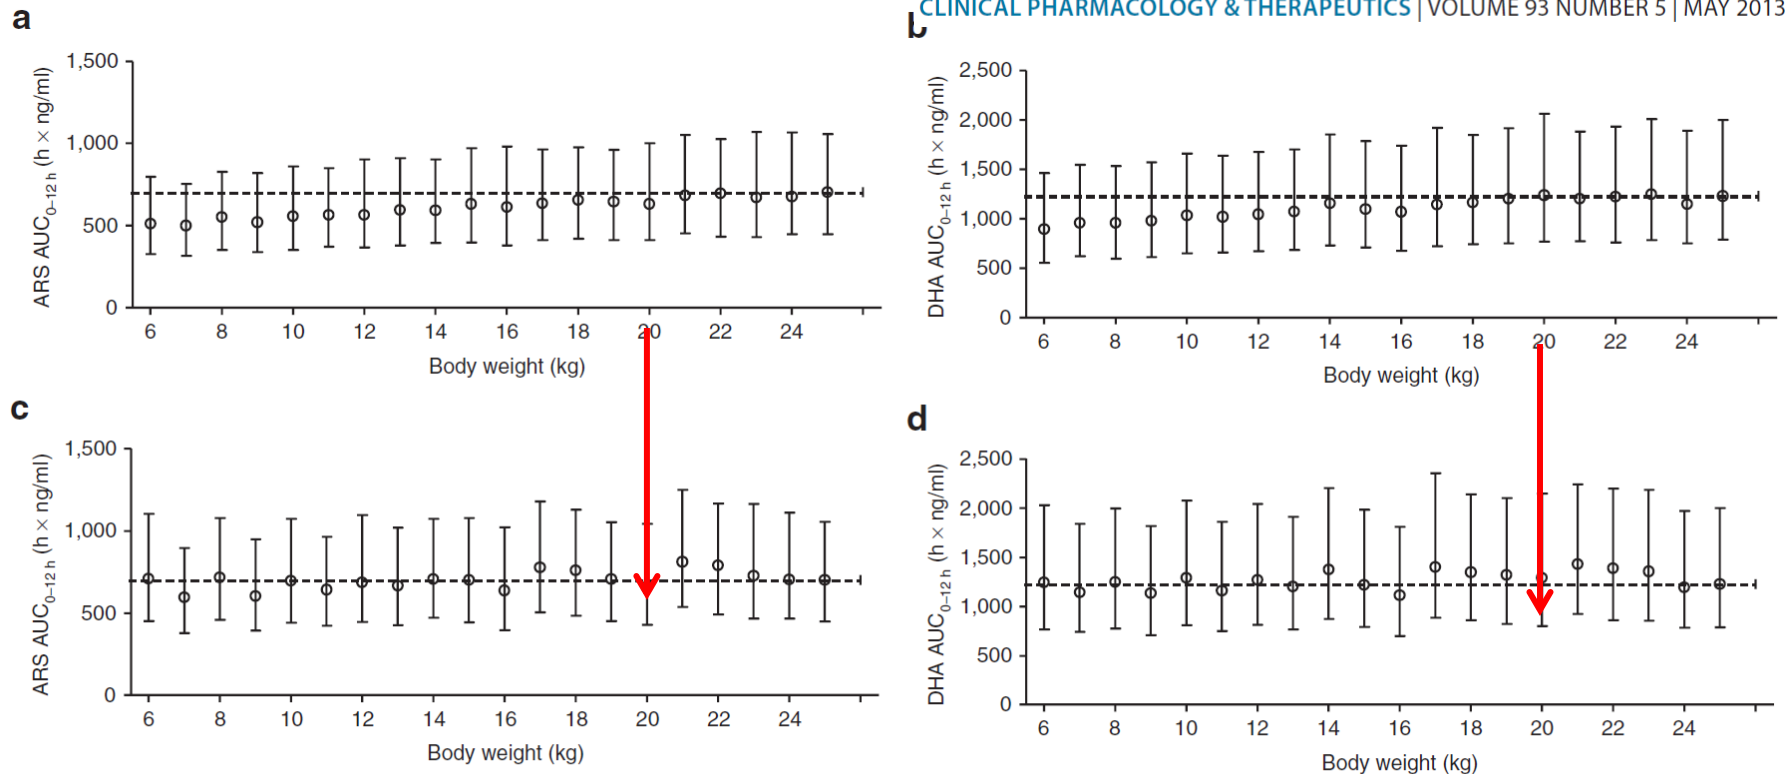 CLINICAL PHARMACOLOGY & THERAPEUTICS | VOLUME 93 NUMBER 5 | MAY 2013
a
ARS AUC0–12 h (h × ng/ml)
1,500
1,000
500
0
6 8 10 12 14 16 18 20 22 24
Body weight (kg)
b
DHA AUC0–12 h (h × ng/ml)
2,500
2,000
1,500
1,000
500
0
6 8 10 12 14 16 18 20 22 24
Body weight (kg)
c
ARS AUC0–12 h (h × ng/ml)
1,500
1,000
500
0
6 8 10 12 14 16 18 20 22 24
Body weight (kg)
d
DHA AUC0–12 h (h × ng/ml)
2,500
2,000
1,500
1,000
500
0
6 8 10 12 14 16 18 20 22 24
Body weight (kg)